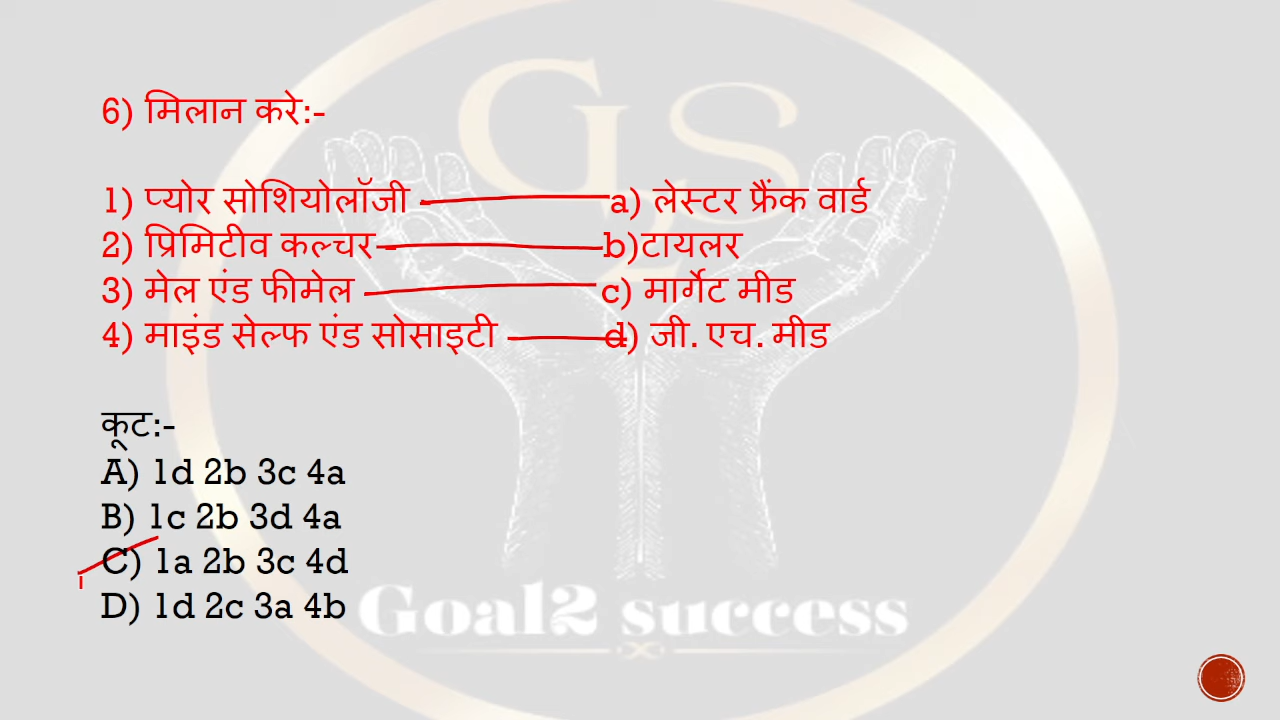 GS
6) मिलान करे:-
1) प्योर सोशियोलॉजी - a) लेस्टर फ्रैंक वार्ड
2) प्रिमिटीव कल्चर- b)टायलर
3) मेल एंड फीमेल c) मार्गेट मीड
4) माइंड सेल्फ एंड सोसाइटी d) जी. एच. मीड
कूट:-
A) 1d 2b 3c 4a
B) 1c 2b 3d 4a
C) 1a 2b 3c 4d
D) 1d 2c 3a 4b
Goal2 success